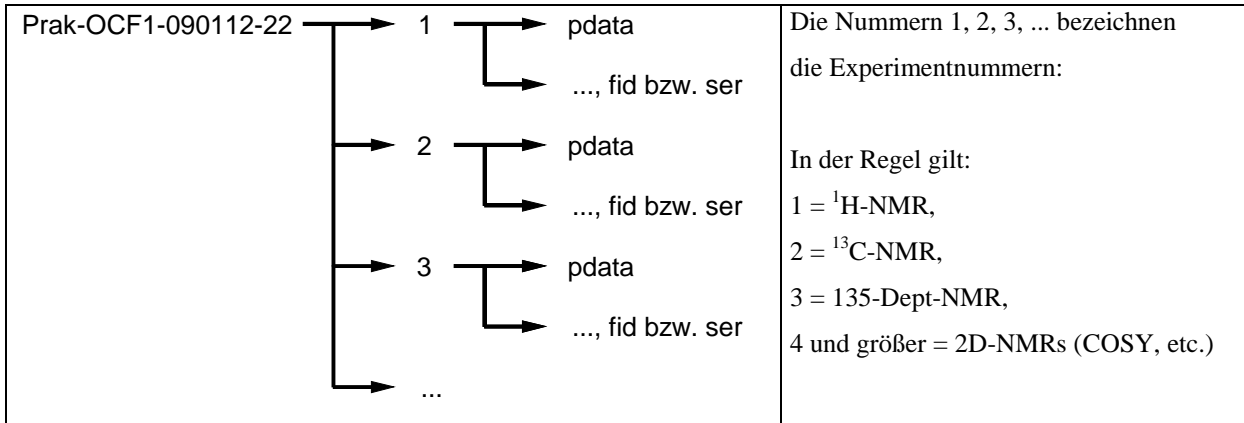 Prak-OCF1-090112-22 1 pdata
..., fid bzw. ser
2 pdata
..., fid bzw. ser
3 pdata
..., fid bzw. ser
...
Die Nummern 1, 2, 3, ... bezeichnen
die Experimentnummern:
In der Regel gilt:
1 = ¹H-NMR,
2 = ¹³C-NMR,
3 = 135-Dept-NMR,
4 und größer = 2D-NMRs (COSY, etc.)